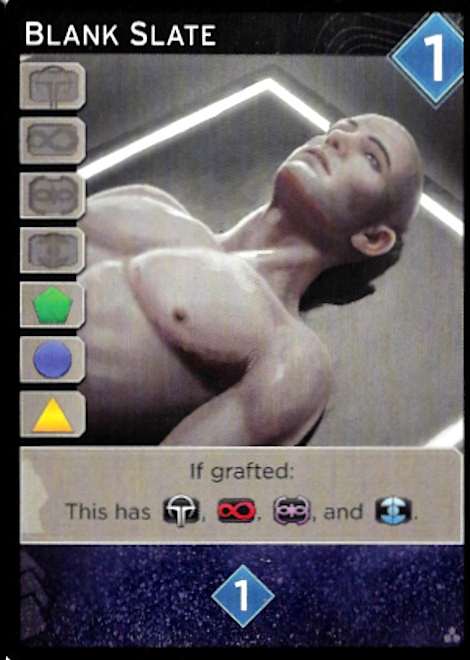 BLANK SLATE
1
If grafted:
This has , , , and .
1